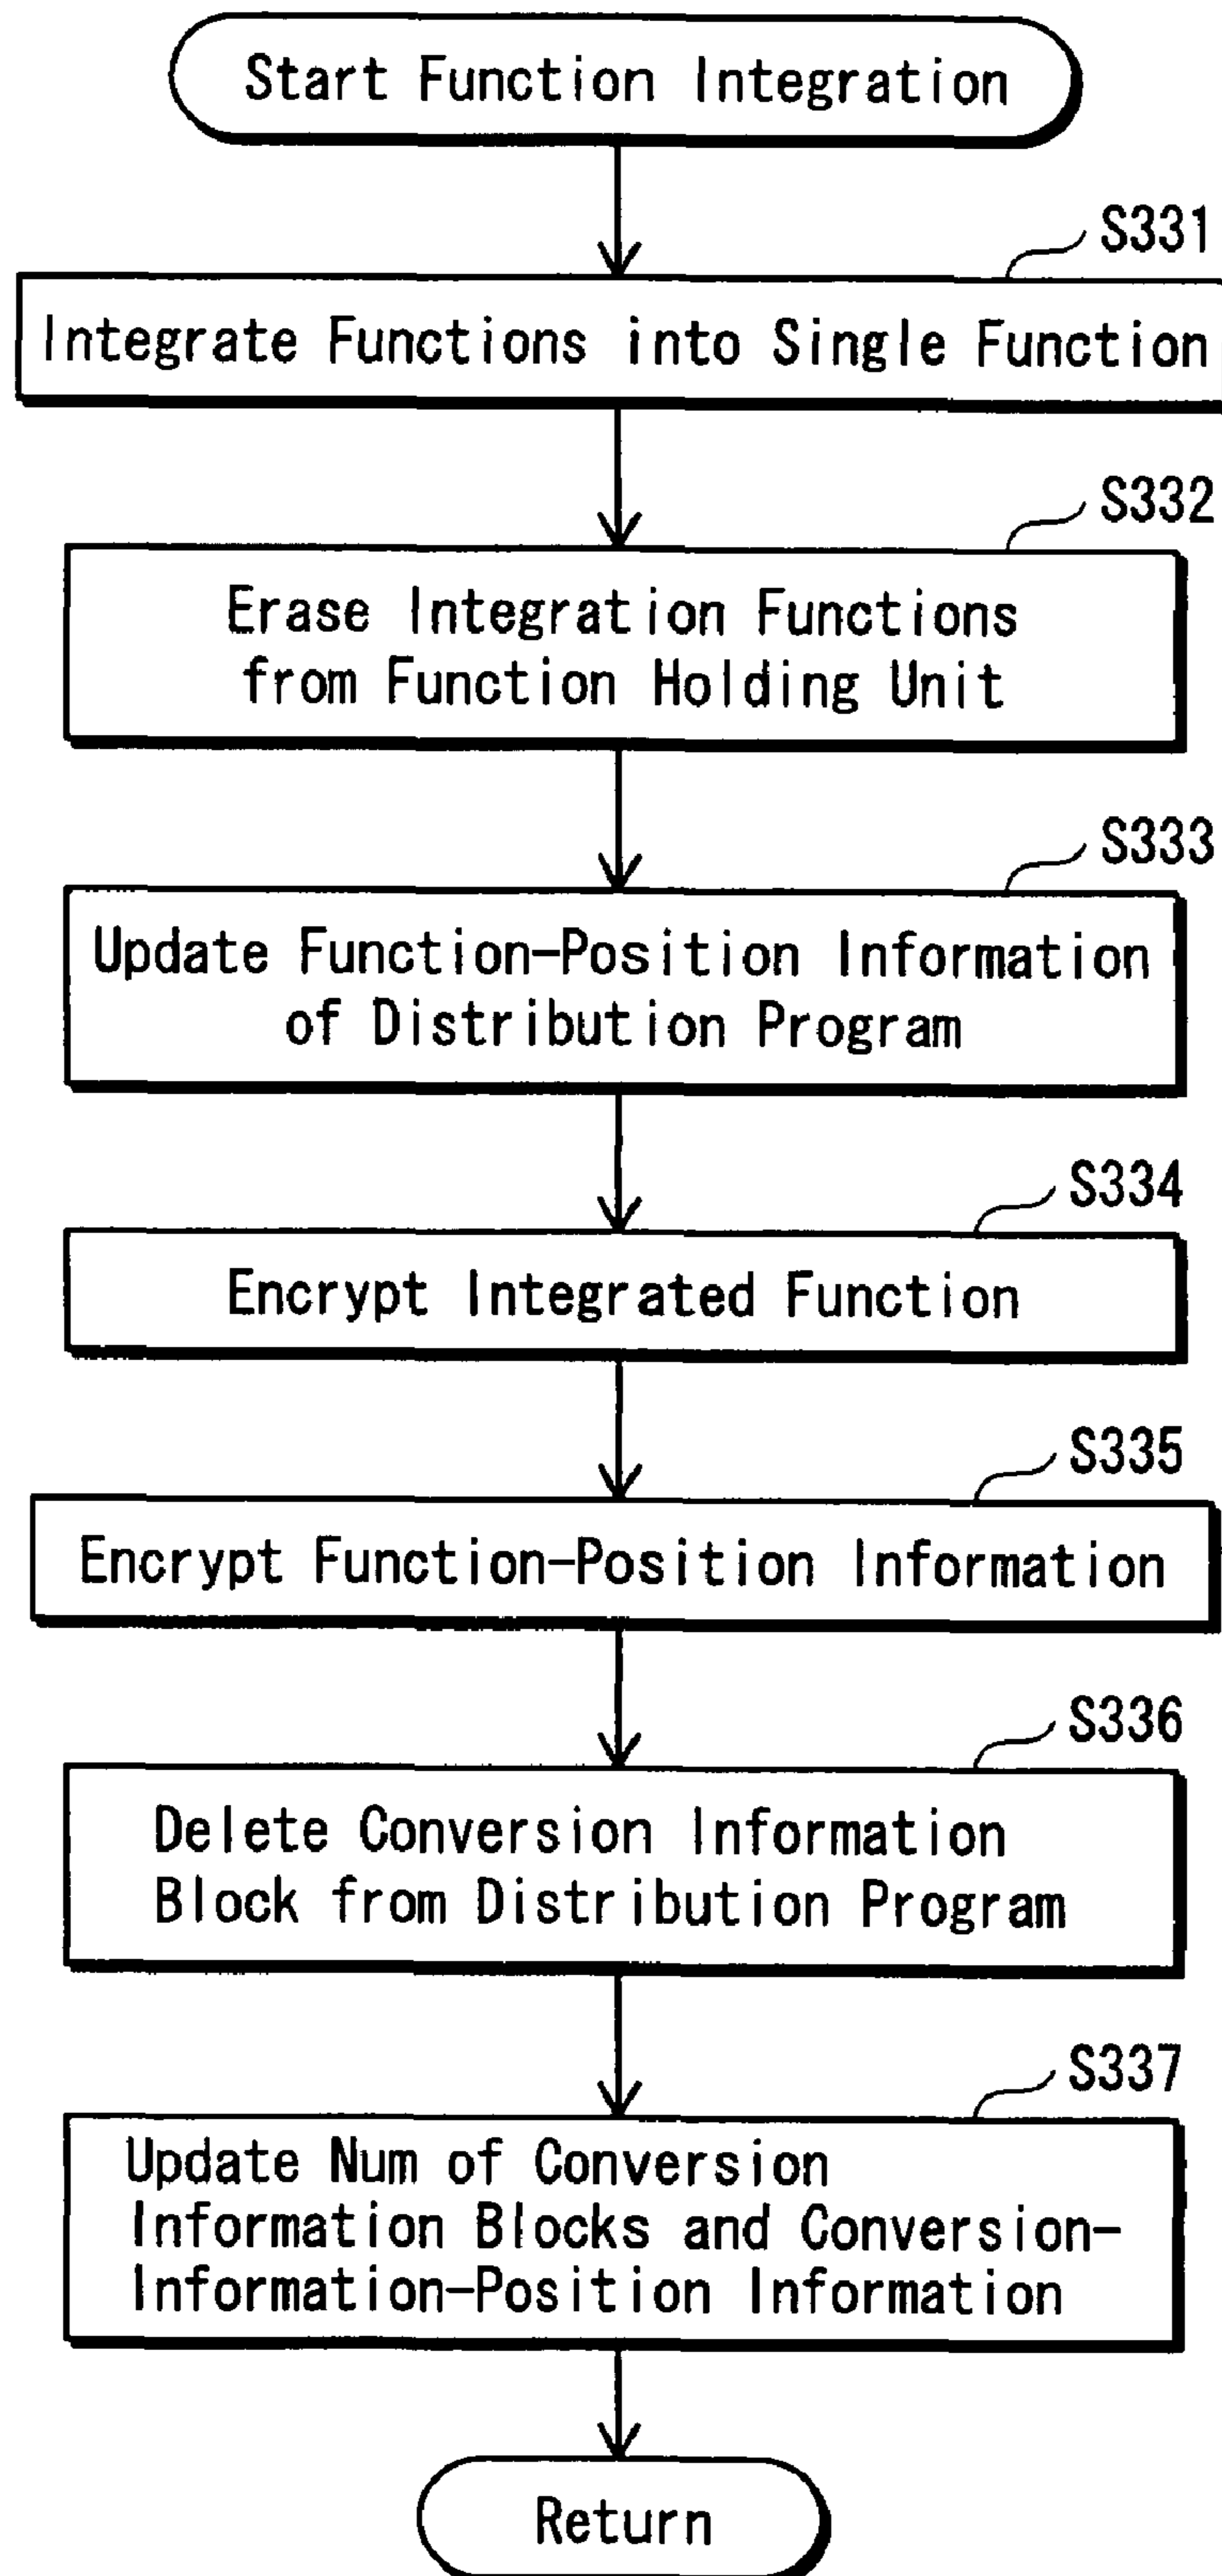 Start Function Integration
S331
Integrate Functions into Single Function
S332
Erase Integration Functions
from Function Holding Unit
S333
Update Function-Position Information
of Distribution Program
S334
Encrypt Integrated Function
S335
Encrypt Function-Position Information
S336
Delete Conversion Information
Block from Distribution Program
S337
Update Num of Conversion
Information Blocks and Conversion-
Information-Position Information
Return